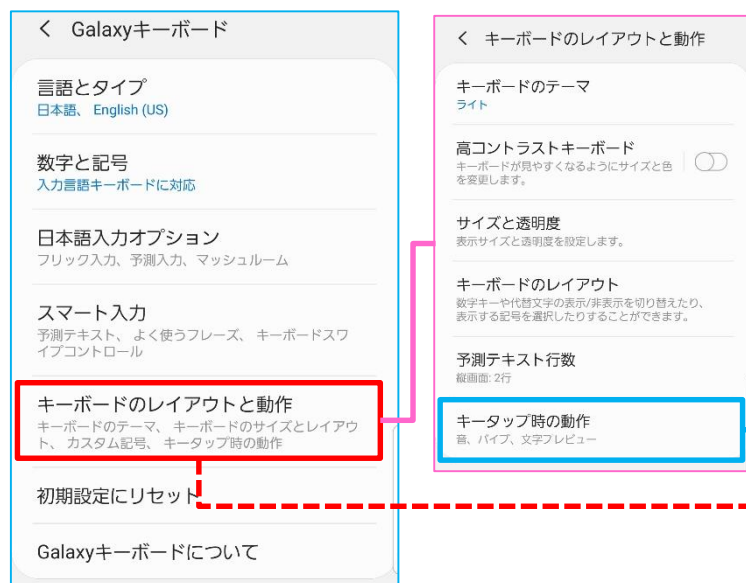 Galaxyキーボード
言語とタイプ
日本語、 English (US)
数字と記号
入力言語キーボードに対応
日本語入力オプション
フリック入力、予測入力、マッシュルーム
スマート入力
予測テキスト、 よく使うフレーズ、 キーボードスワ
イプコントロール
キーボードのレイアウトと動作
キーボードのテーマ、 キーボードのサイズとレイアウ
ト、 カスタム記号、 キータップ時の動作
初期設定にリセット
Galaxyキーボードについて
キーボードのレイアウトと動作
キーボードのテーマ
ライト
高コントラストキーボード
キーボードが見やすくなるようにサイズと色
を変更します。
サイズと透明度
表示サイズと透明度を設定します。
キーボードのレイアウト
数字キーや代替文字の表示/非表示を切り替えたり、
表示する記号を選択したりすることができます。
予測テキスト行数
縦画面: 2行
キータップ時の動作
音、バイブ、文字プレビュー